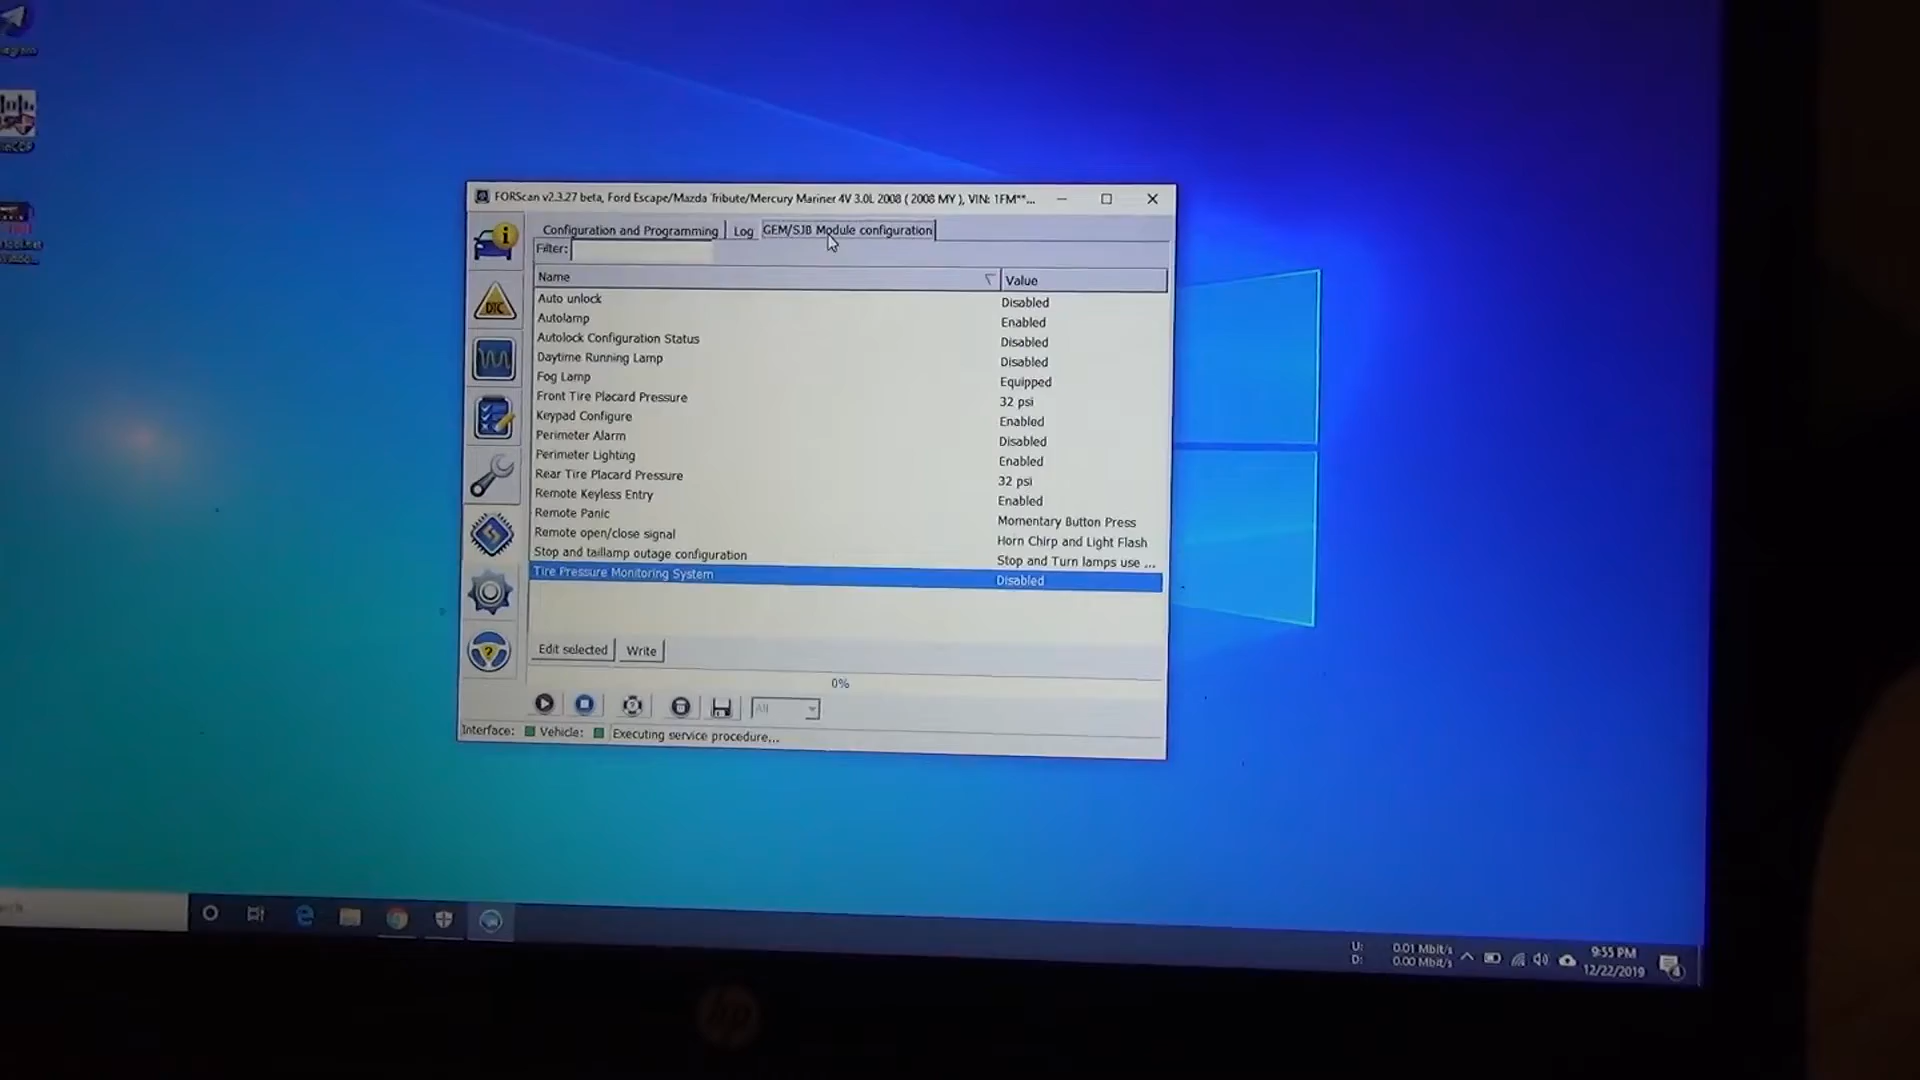 FORScan v2.3.27 beta, Ford Escape/Mazda Tribute/Mercury Mariner 4V 3.0L 2008 ( 2008 MY ), VIN: 1FM**...
Configuration and Programming Log GEM/SJB Module configuration
Filter:
Name Value
Auto unlock Disabled
Autolamp Enabled
Autolock Configuration Status Disabled
Daytime Running Lamp Disabled
Fog Lamp Equipped
Front Tire Placard Pressure 32 psi
Keypad Configure Enabled
Perimeter Alarm Disabled
Perimeter Lighting Enabled
Rear Tire Placard Pressure 32 psi
Remote Keyless Entry Enabled
Remote Panic Momentary Button Press
Remote open/close signal Horn Chirp and Light Flash
Stop and taillamp outage configuration Stop and Turn lamps use ...
Tire Pressure Monitoring System Disabled
Edit selected Write
0%
All
Interface: Vehicle: Executing service procedure...
DTC
U: 0.01 Mbit/s
D: 0.00 Mbit/s
9:55 PM
12/22/2019
hp